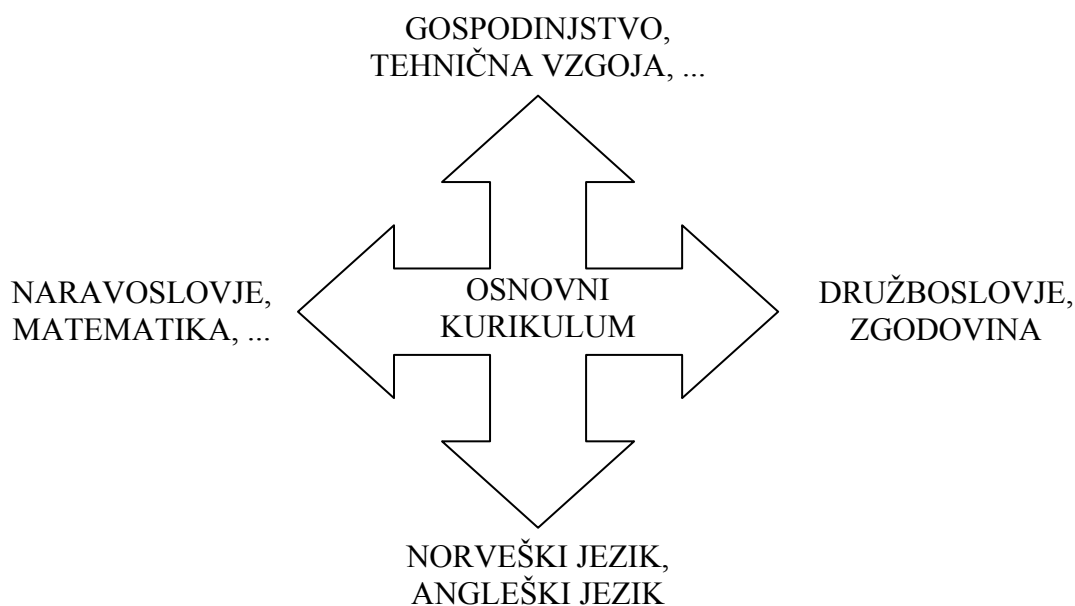 GOSPODINJSTVO,
TEHNIČNA VZGOJA, ...
NARAVOSLOVJE,
MATEMATIKA, ...
OSNOVNI
KURIKULUM
DRUŽBOSLOVJE,
ZGODOVINA
NORVEŠKI JEZIK,
ANGLEŠKI JEZIK